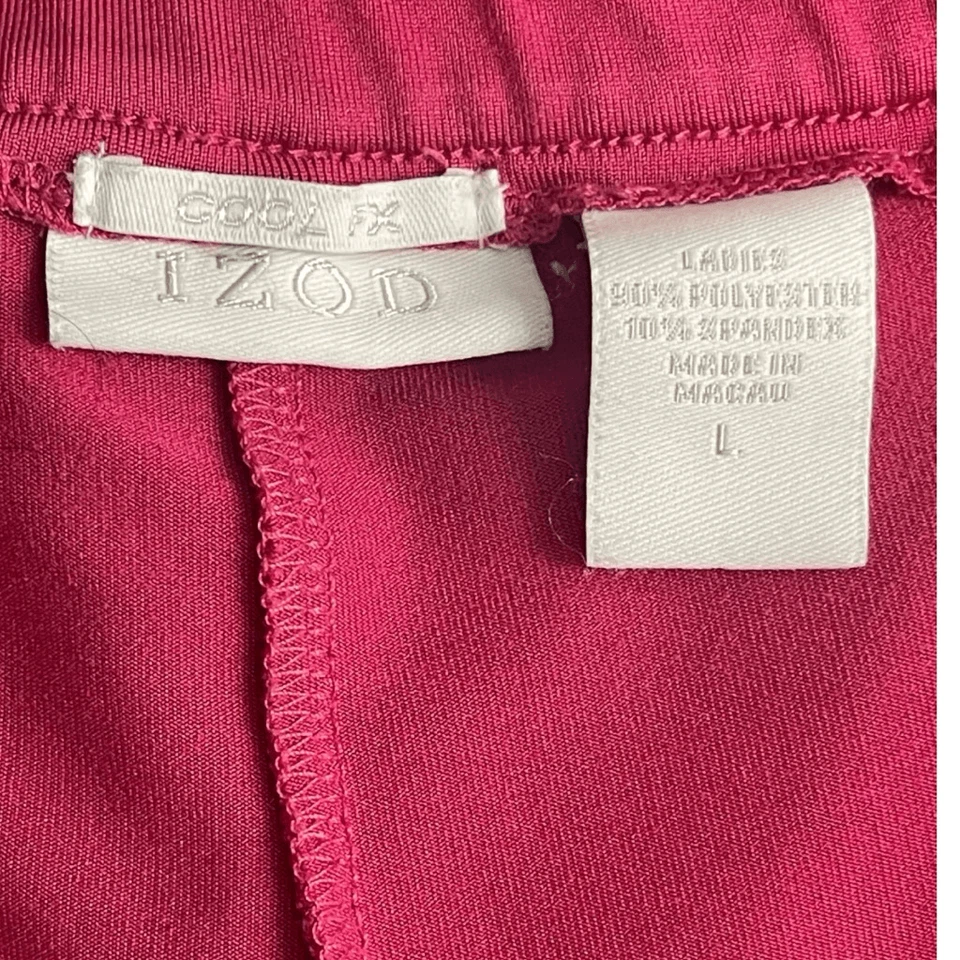 COOL FX
IZOD
LADIES
90% POLYESTER
10% SPANDEX
MADE IN
MACAU
L